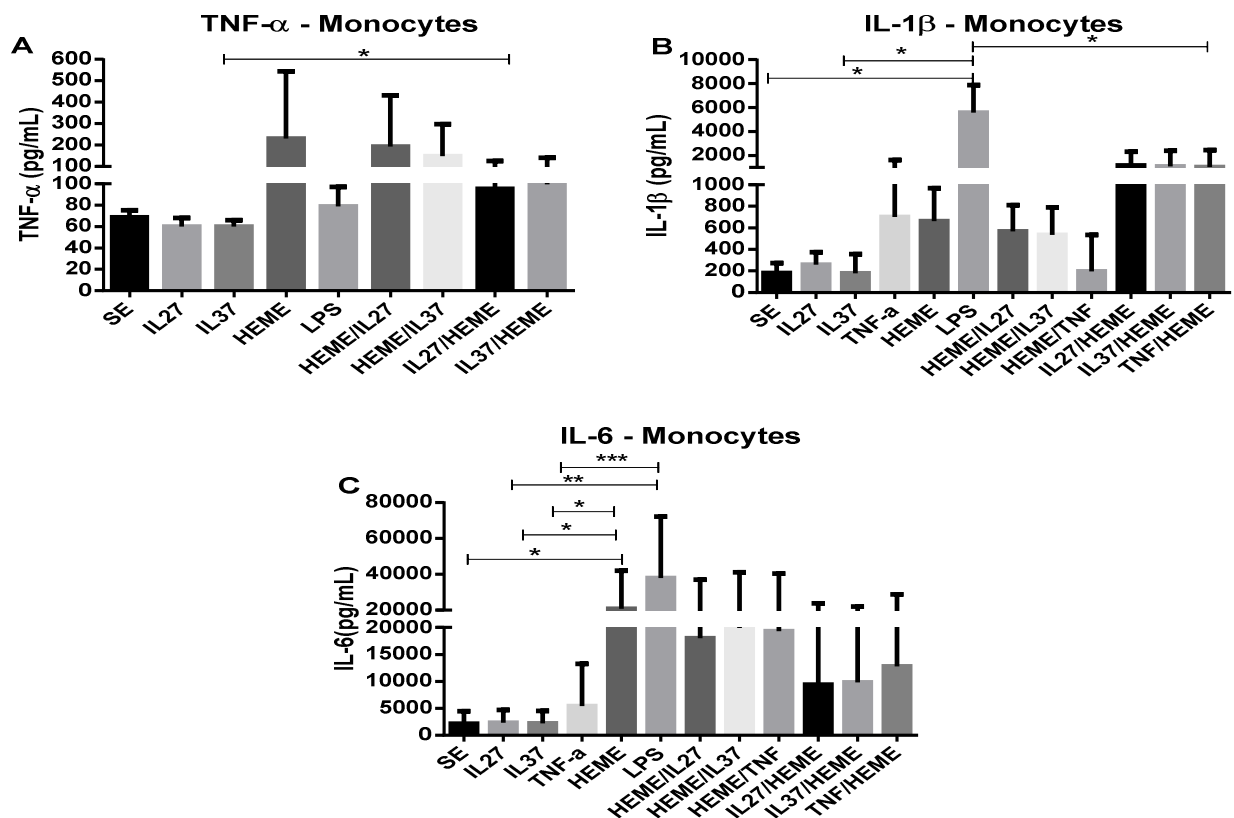 TNF-α - Monocytes
A
*
TNF-α (pg/mL)
600
500
400
300
200
100
100
80
60
40
20
0
SE
IL27
IL37
HEME
LPS
HEME/IL27
HEME/IL37
IL27/HEME
IL37/HEME
IL-1β - Monocytes
B
*
*
*
IL-1β (pg/mL)
10000
8000
6000
4000
2000
1000
800
600
400
200
0
SE
IL27
IL37
TNF-a
HEME
LPS
HEME/IL27
HEME/IL37
HEME/TNF
IL27/HEME
IL37/HEME
TNF/HEME
IL-6 - Monocytes
C
***
**
*
*
*
IL-6(pg/mL)
80000
60000
40000
20000
20000
15000
10000
5000
0
SE
IL27
IL37
TNF-a
HEME
LPS
HEME/IL27
HEME/IL37
HEME/TNF
IL27/HEME
IL37/HEME
TNF/HEME